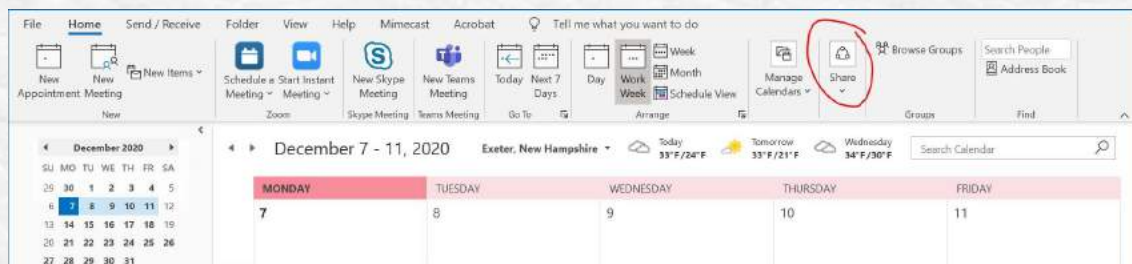 File Home Send / Receive Folder View Help Mimecast Acrobat Tell me what you want to do
New Appointment
New Meeting
New Items
New
Schedule a Meeting
Start Instant Meeting
Zoom
New Skype Meeting
Skype Meeting
New Teams Meeting
Teams Meeting
Today
Next 7 Days
Go To
Day
Work Week
Week
Month
Schedule View
Arrange
Manage Calendars
Share
Browse Groups
Groups
Search People
Address Book
Find
December 2020
SU MO TU WE TH FR SA
29 30 1 2 3 4 5
6 7 8 9 10 11 12
13 14 15 16 17 18 19
20 21 22 23 24 25 26
27 28 29 30 31
December 7 - 11, 2020
Exeter, New Hampshire
Today
33°F/24°F
Tomorrow
33°F/21°F
Wednesday
34°F/30°F
Search Calendar
MONDAY TUESDAY WEDNESDAY THURSDAY FRIDAY
7 8 9 10 11